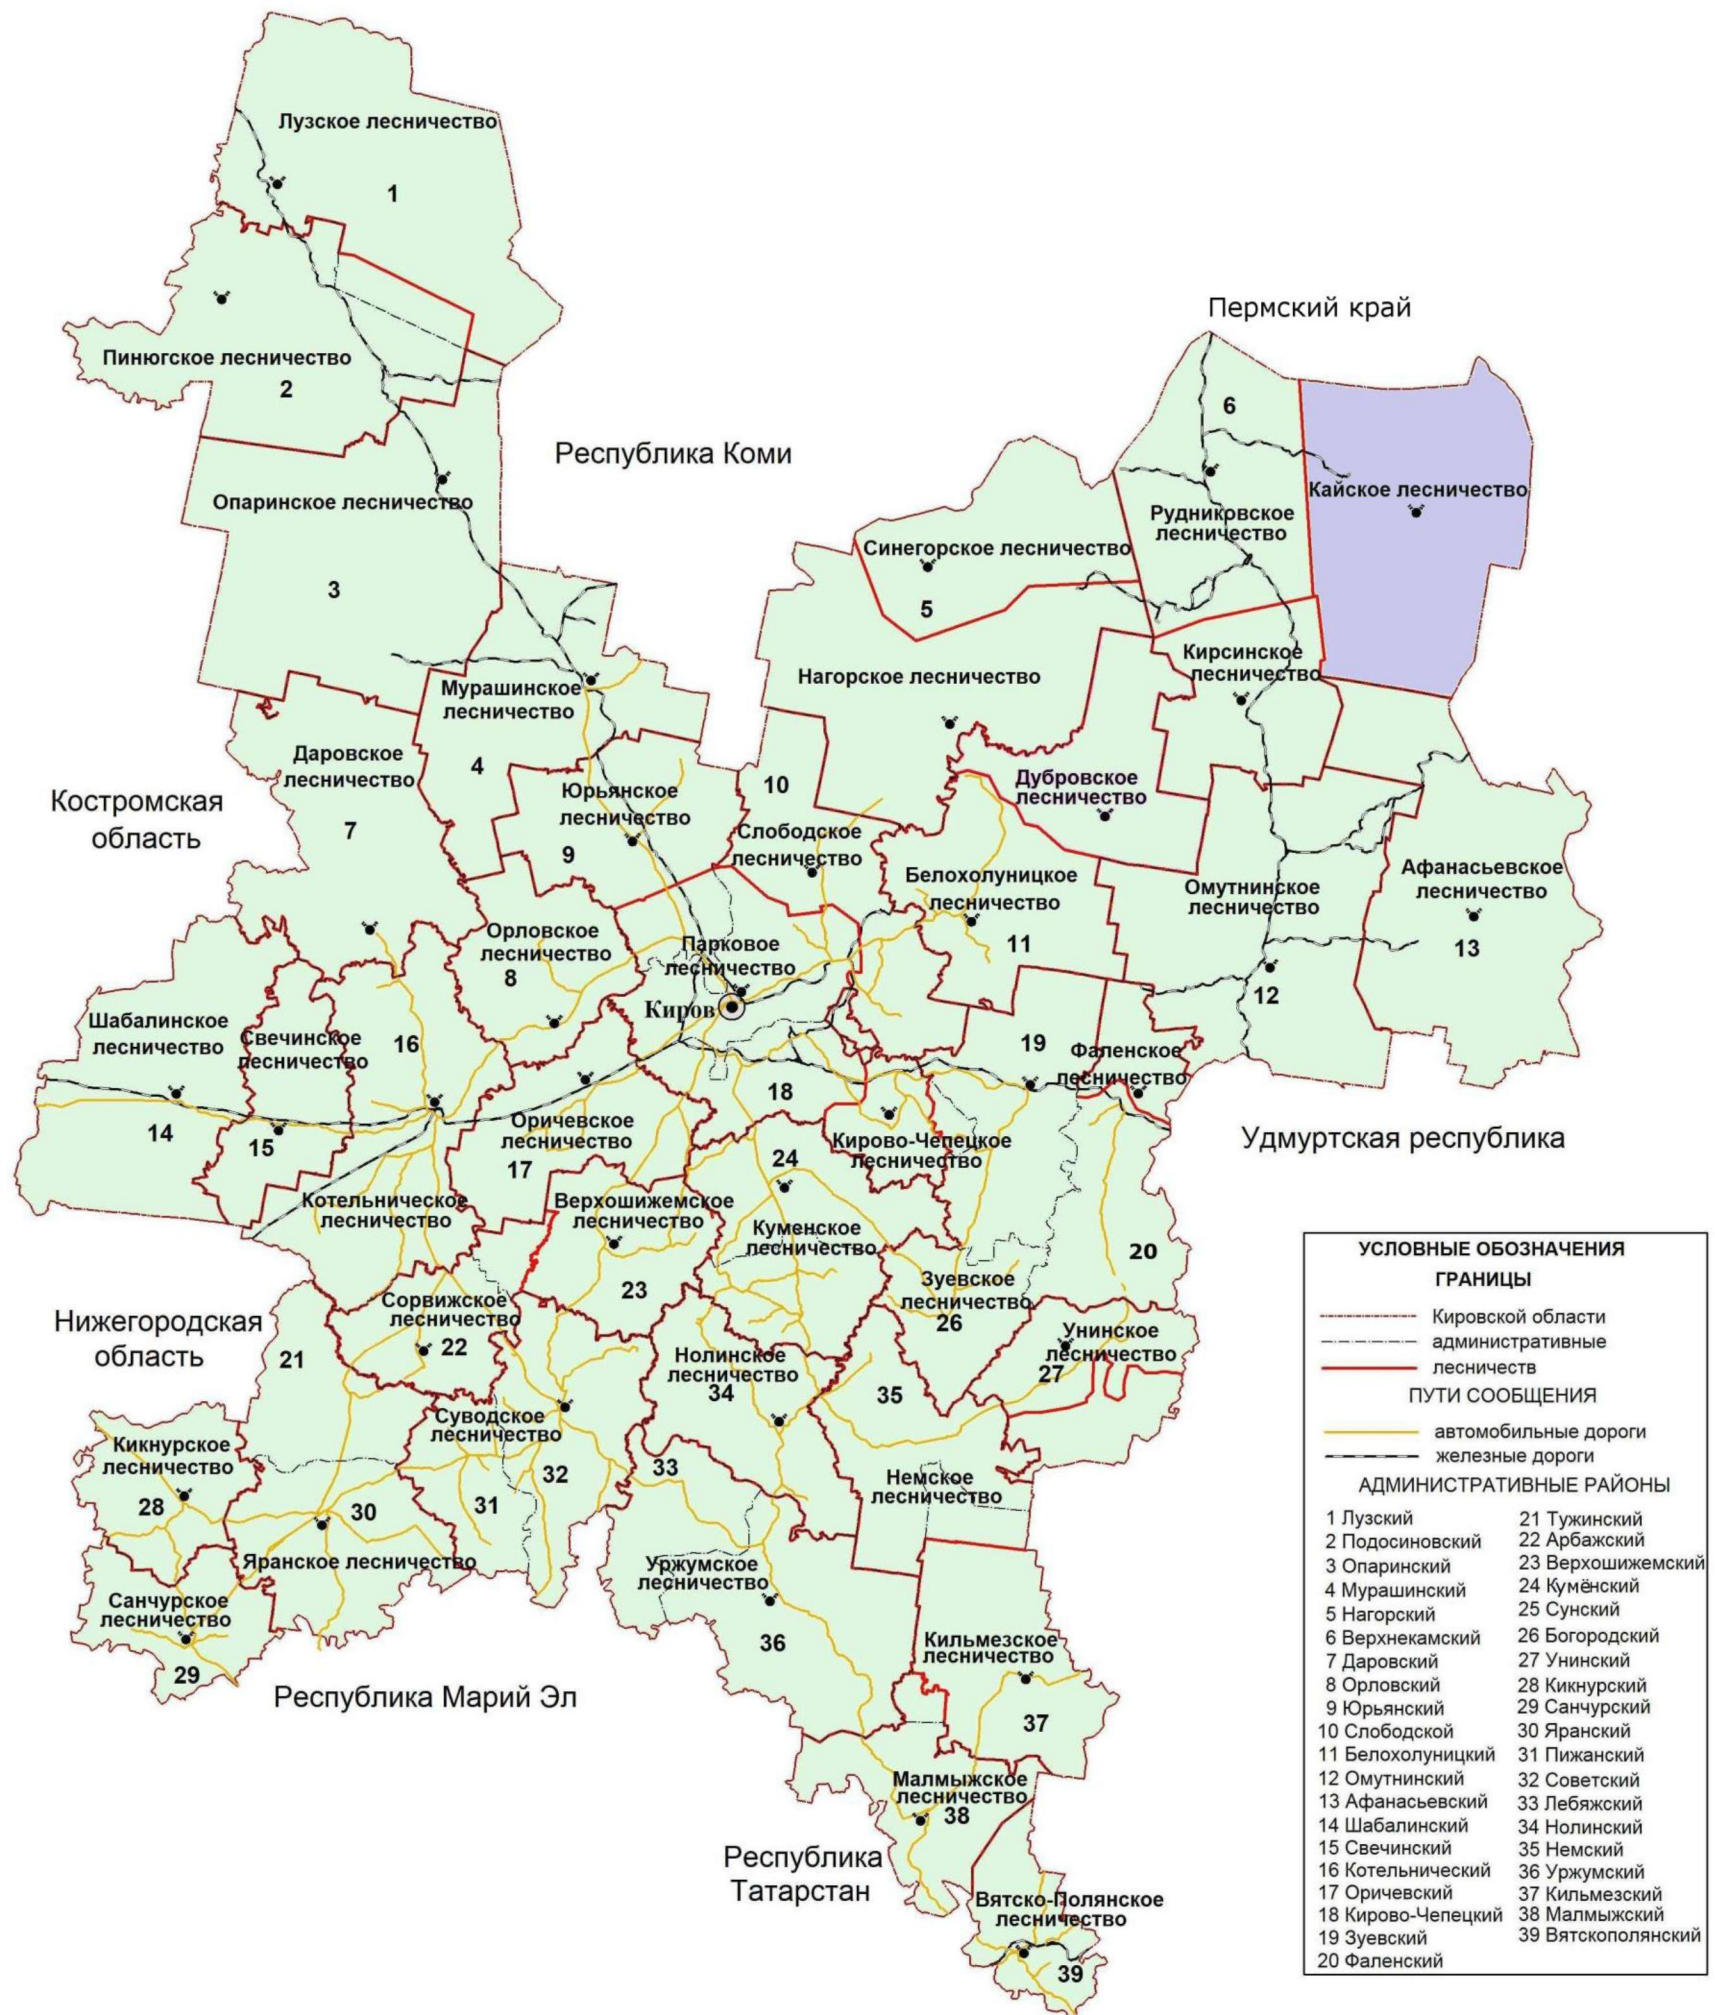 Лузское лесничество
1
Пермский край
Пинюгское лесничество
2
6
Республика Коми
Кайское лесничество
Опаринское лесничество
Рудниковское
лесничество
Синегорское лесничество
3
5
Кирсинское
лесничество
Нагорское лесничество
Мурашинское
лесничество
Даровское
лесничество
4
10
Дубровское
лесничество
Юрьянское
лесничество
Костромская
область
7
Слободское
лесничество
9
Белохолуницкое
лесничество
Омутнинское
лесничество
Афанасьевское
лесничество
Орловское
лесничество
8
Парковое
лесничество
11
13
12
Киров
Шабалинское
лесничество
Свечинское
лесничество
16
19
Фаленское
лесничество
18
14
15
Оричевское
лесничество
17
Кирово-Чепецкое
лесничество
Удмуртская республика
24
Котельническое
лесничество
Верхошижемское
лесничество
Куменское
лесничество
20
23
Зуевское
лесничество
26
Сорвижское
лесничество
22
Нижегородская
область
21
Унинское
лесничество
27
Нолинское
лесничество
34
35
Суводское
лесничество
Кикнурское
лесничество
28
33
32
31
30
Немское
лесничество
Яранское лесничество
Уржумское
лесничество
Санчурское
лесничество
29
36
Кильмезское
лесничество
37
Республика Марий Эл
Малмыжское
лесничество
38
Республика
Татарстан
Вятско-Полянское
лесничество
39
УСЛОВНЫЕ ОБОЗНАЧЕНИЯ
ГРАНИЦЫ
Кировской области
административные
лесничеств
ПУТИ СООБЩЕНИЯ
автомобильные дороги
железные дороги
АДМИНИСТРАТИВНЫЕ РАЙОНЫ
1 Лузский
2 Подосиновский
3 Опаринский
4 Мурашинский
5 Нагорский
6 Верхнекамский
7 Даровский
8 Орловский
9 Юрьянский
10 Слободской
11 Белохолуницкий
12 Омутнинский
13 Афанасьевский
14 Шабалинский
15 Свечинский
16 Котельнический
17 Оричевский
18 Кирово-Чепецкий
19 Зуевский
20 Фаленский
21 Тужинский
22 Арбажский
23 Верхошижемский
24 Кумёнский
25 Сунский
26 Богородский
27 Унинский
28 Кикнурский
29 Санчурский
30 Яранский
31 Пижанский
32 Советский
33 Лебяжский
34 Нолинский
35 Немский
36 Уржумский
37 Кильмезский
38 Малмыжский
39 Вятскополянский